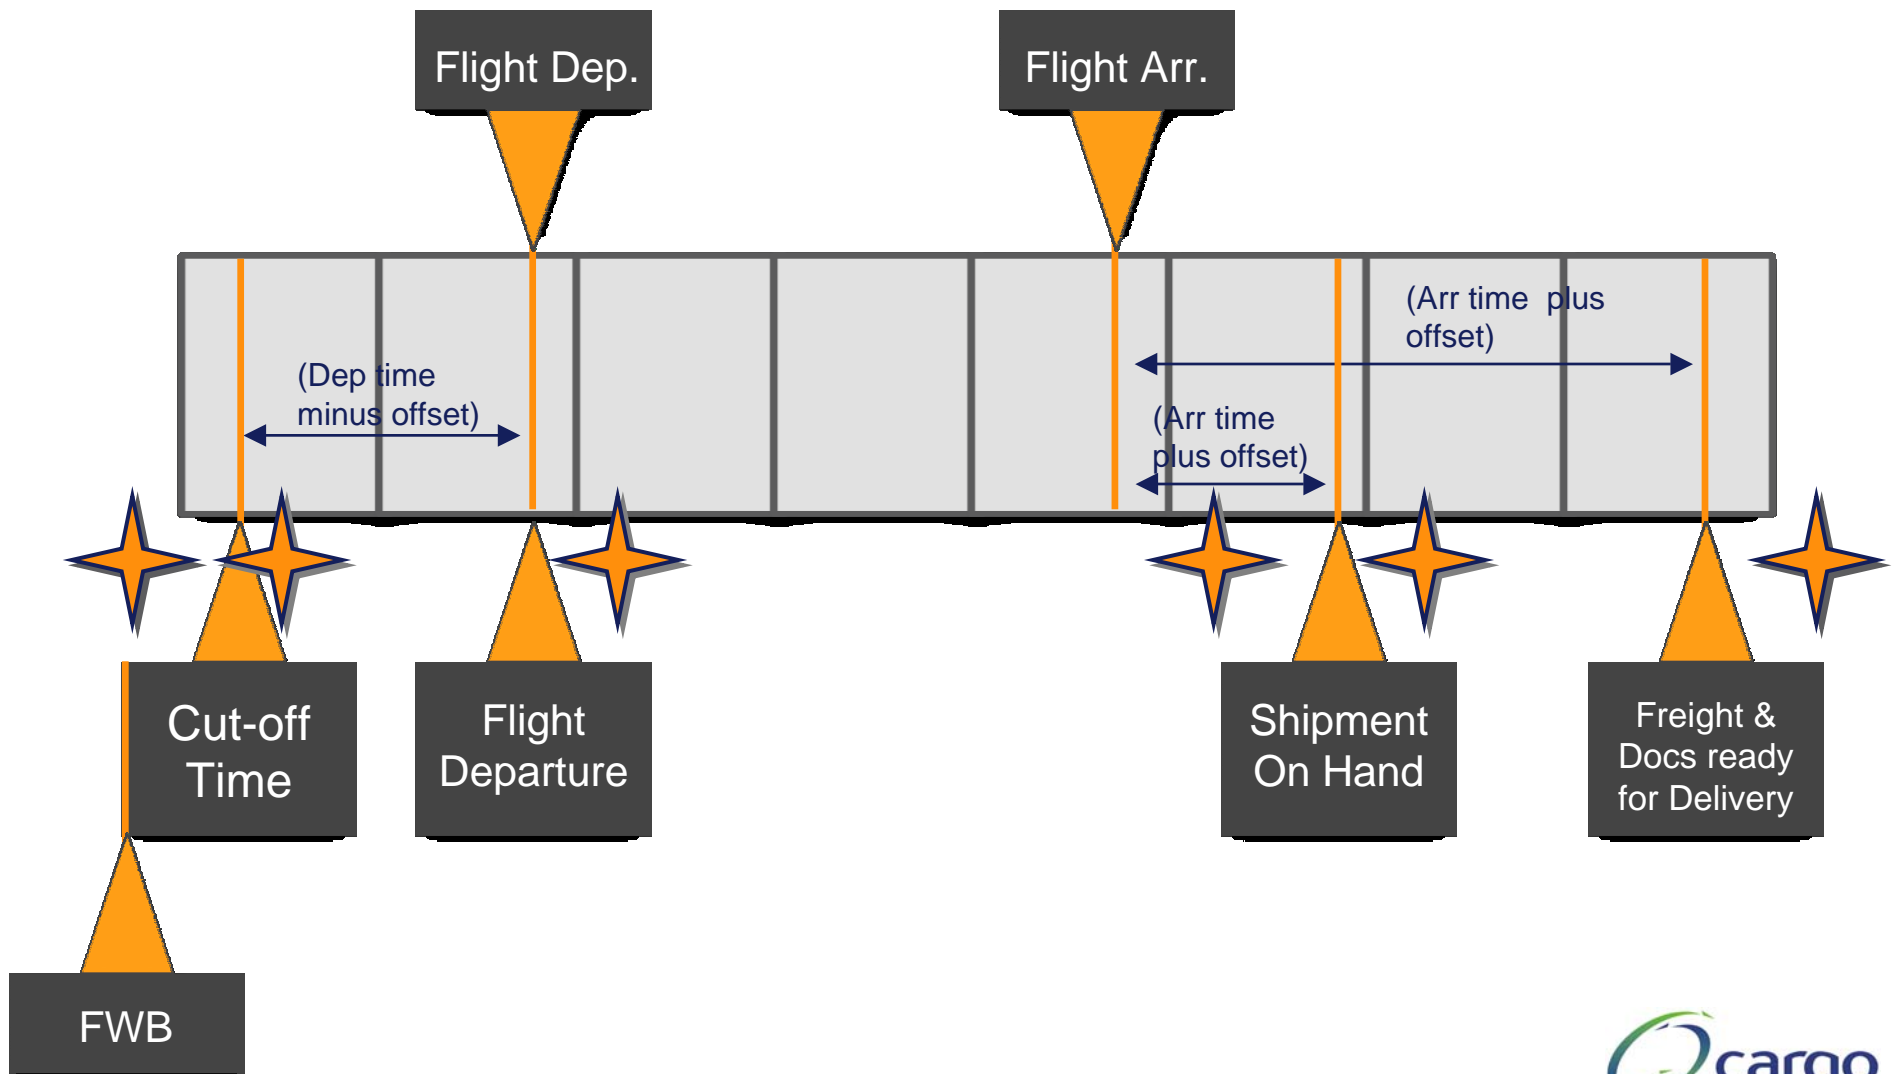 Flight Dep.
Flight Arr.
(Arr time  plus
offset)
(Dep time
minus offset)
(Arr time
plus offset)
Cut-off
Time
Flight
Departure
Shipment
On Hand
Freight &
Docs ready
for Delivery
FWB
cargo